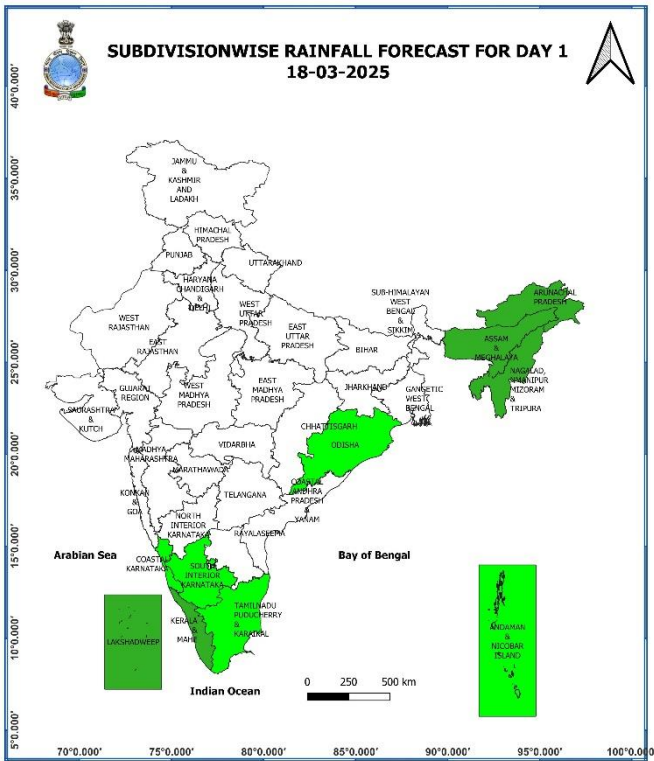 SUBDIVISIONWISE RAINFALL FORECAST FOR DAY 1
18-03-2025
40°0.000'
35°0.000'
30°0.000'
25°0.000'
20°0.000'
15°0.000'
10°0.000'
5°0.000'
JAMMU
&
KASHMIR
AND
LADAKH
HIMACHAL
PRADESH
PUNJAB
UTTARAKHAND
HARYANA
CHANDIGARH
&
DELHI
WEST
RAJASTHAN
EAST
RAJASTHAN
WEST
UTTAR
PRADESH
EAST
UTTAR
PRADESH
SUB-HIMALAYAN
WEST
BENGAL
&
SIKKIM
ARUNACHAL
PRADESH
ASSAM
&
MEGHALAYA
NAGALAD,
MANIPUR
MIZORAM
&
TRIPURA
BIHAR
JHARKHAND
GANGETIC
WEST
BENGAL
GUJARAT
REGION
SAURASHTRA
&
KUTCH
WEST
MADHYA
PRADESH
EAST
MADHYA
PRADESH
CHHATTISGARH
ODISHA
VIDARBHA
MADHYA
MAHARASHTRA
MARATHAWADA
KONKAN
&
GOA
TELANGANA
COASTAL
ANDHRA
PRADESH
&
YANAM
NORTH
INTERIOR
KARNATAKA
RAYALASEEMA
Arabian Sea
Bay of Bengal
COASTAL
KARNATAKA
SOUTH
INTERIOR
KARNATAKA
TAMILNADU
PUDUCHERRY
&
KARAIKAL
KERALA
&
MAHE
LAKSHADWEEP
ANDAMAN
&
NICOBAR
ISLAND
Indian Ocean
0 250 500 km
70°0.000' 75°0.000' 80°0.000' 85°0.000' 90°0.000' 95°0.000' 100°0.000'